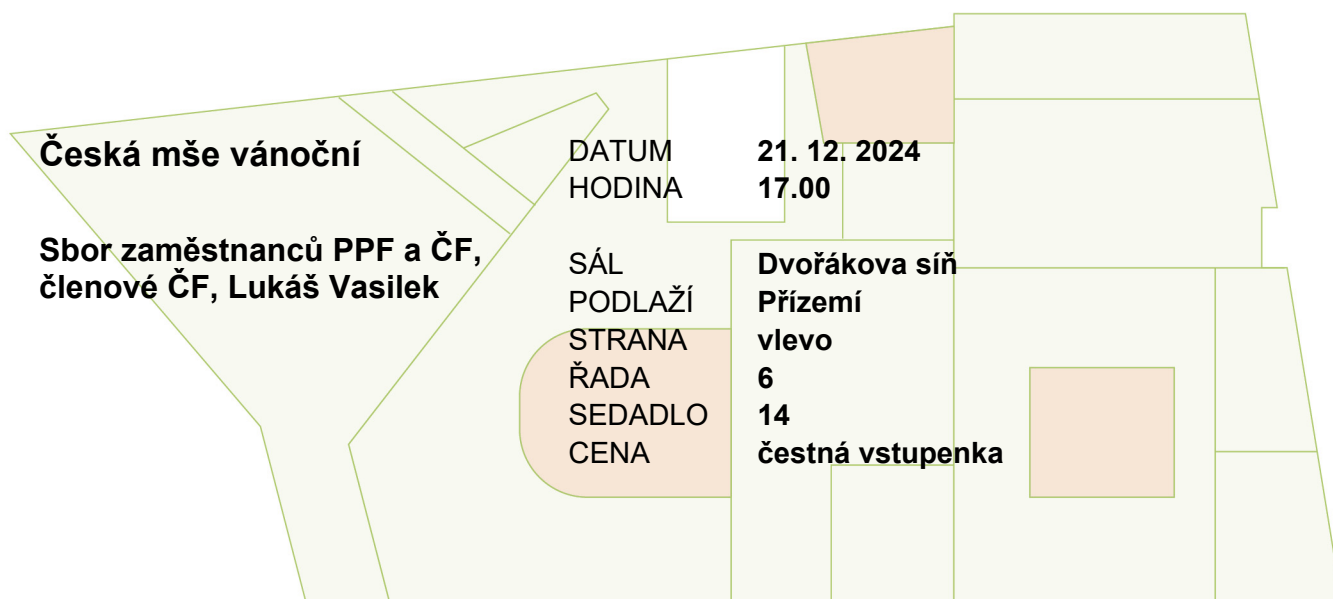 Česká mše vánoční
Sbor zaměstnanců PPF a ČF,
členové ČF, Lukáš Vasilek
DATUM 21. 12. 2024
HODINA 17.00
SÁL Dvořákova síň
PODLAŽÍ Přízemí
STRANA vlevo
ŘADA 6
SEDADLO 14
CENA čestná vstupenka